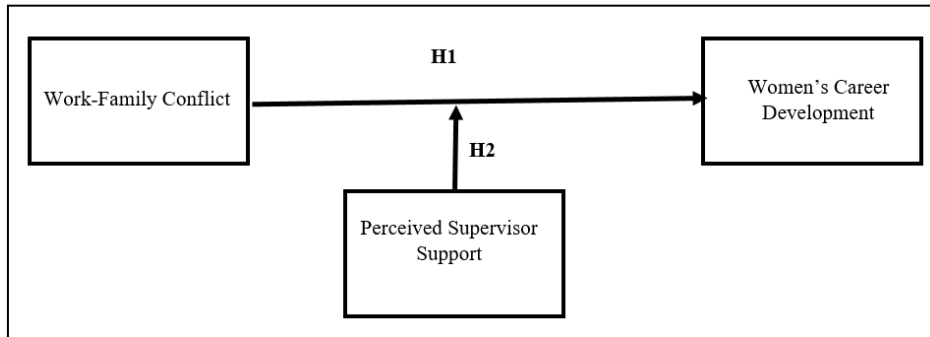 H1
Work-Family Conflict
Women’s Career
Development
H2
Perceived Supervisor
Support